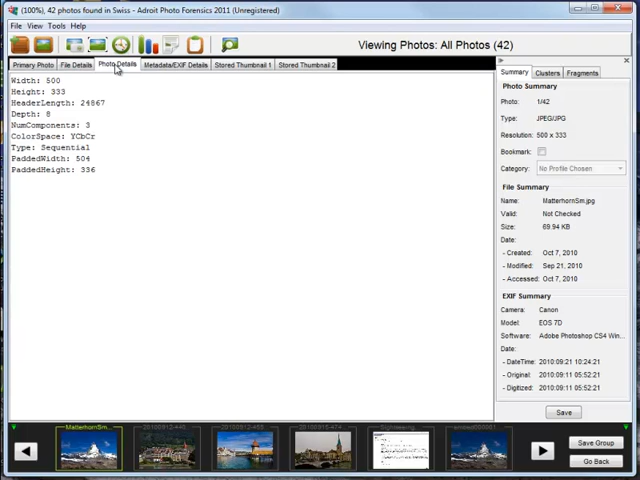 (100%), 42 photos found in Swiss - Adroit Photo Forensics 2011 (Unregistered)
File View Tools Help
Viewing Photos: All Photos (42)
Primary Photo File Details Photo Details Metadata/EXIF Details Stored Thumbnail 1 Stored Thumbnail 2
Width: 500
Height: 333
HeaderLength: 24867
Depth: 8
NumComponents: 3
ColorSpace: YCbCr
Type: Sequential
PaddedWidth: 504
PaddedHeight: 336
Summary Clusters Fragments
Photo Summary
Photo: 1/42
Type: JPEG/JPG
Resolution: 500 x 333
Bookmark:
Category: No Profile Chosen
File Summary
Name: MatterhornSm.jpg
Valid: Not Checked
Size: 69.94 KB
Date:
- Created: Oct 7, 2010
- Modified: Sep 21, 2010
- Accessed: Oct 7, 2010
EXIF Summary
Camera: Canon
Model: EOS 7D
Software: Adobe Photoshop CS4 Win...
Date:
- DateTime: 2010:09:21 10:24:21
- Original: 2010:09:11 05:52:21
- Digitized: 2010:09:11 05:52:21
Save
MatterhornSm...
Save Group
Go Back